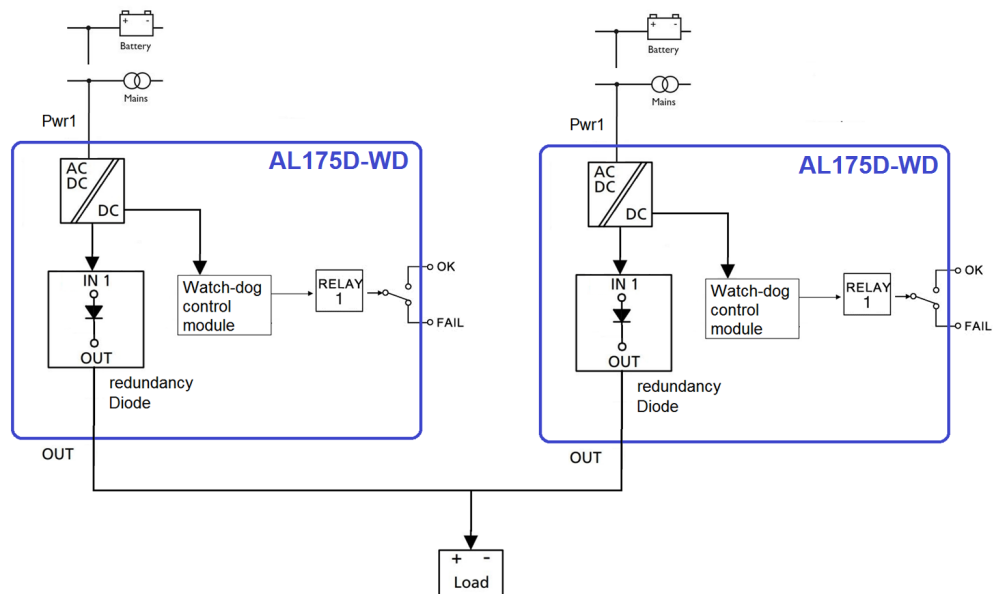 + -
Battery
Mains
Pwr1
AL175D-WD
AC
DC
DC
IN 1
OUT
Watch-dog
control
module
RELAY
1
OK
FAIL
redundancy
Diode
OUT
+ -
Battery
Mains
Pwr1
AL175D-WD
AC
DC
DC
IN 1
OUT
Watch-dog
control
module
RELAY
1
OK
FAIL
redundancy
Diode
OUT
+ -
Load